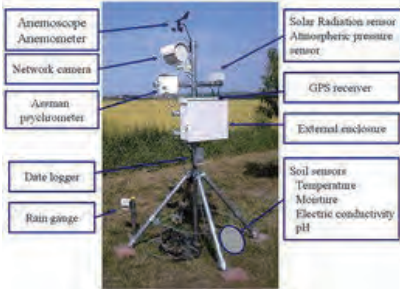 Anemoscope
Anemometer
Network camera
Assman
psychrometer
Date logger
Rain gauge
Solar Radiation sensor
Atmospheric pressure
sensor
GPS receiver
External enclosure
Soil sensors
Temperature
Moisture
Electric conductivity
pH